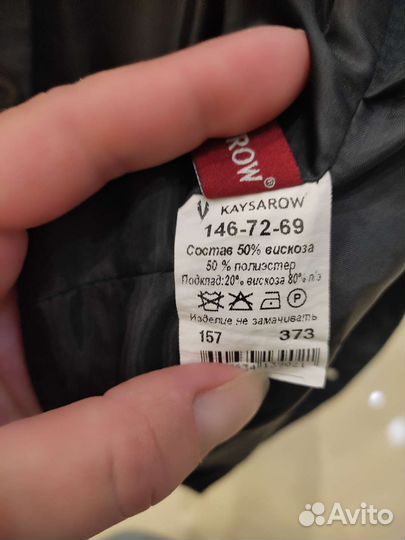 ROW®
KAYSAROW
146-72-69
Состав 50% вискоза
50 % полиэстер
Подклад:20% вискоза 80% п/э
P
Изделие не замачивать
157 373
139021
Avito